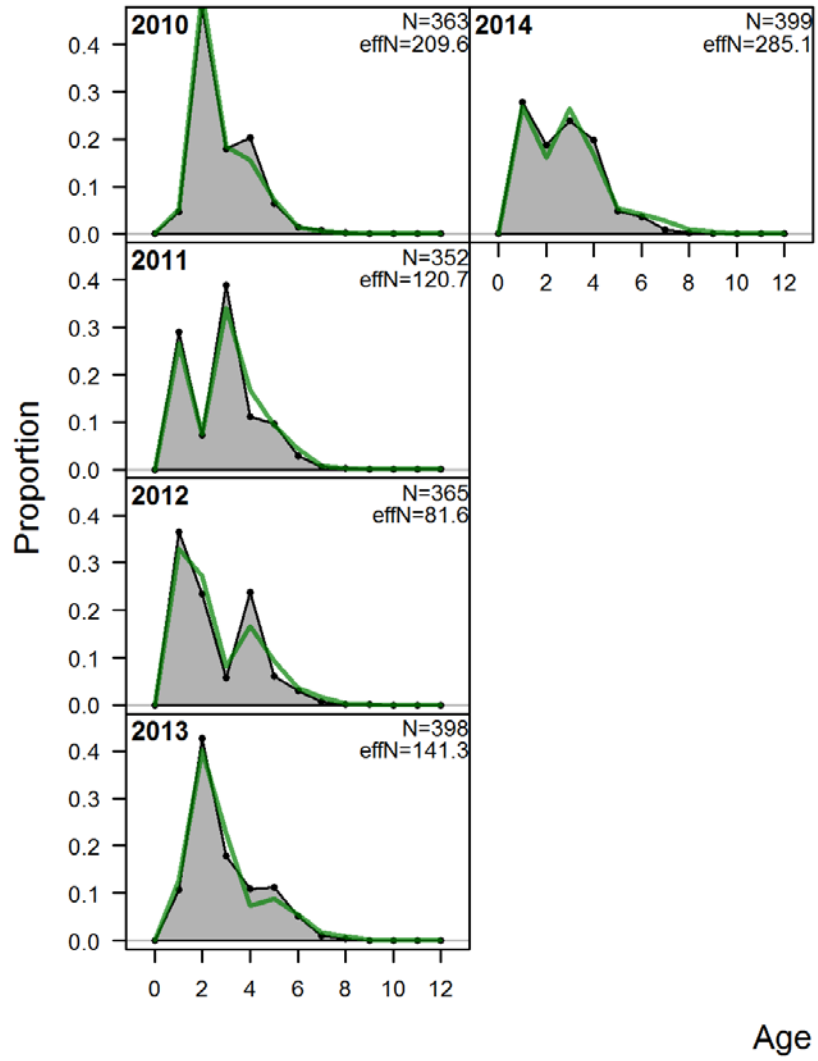 2010
N=363
effN=209.6
0.4
0.3
0.2
0.1
0.0
2014
N=399
effN=285.1
0 2 4 6 8 10 12
2011
N=352
effN=120.7
0.4
0.3
0.2
0.1
0.0
2012
N=365
effN=81.6
0.4
0.3
0.2
0.1
0.0
2013
N=398
effN=141.3
0.4
0.3
0.2
0.1
0.0
0 2 4 6 8 10 12
Proportion
Age